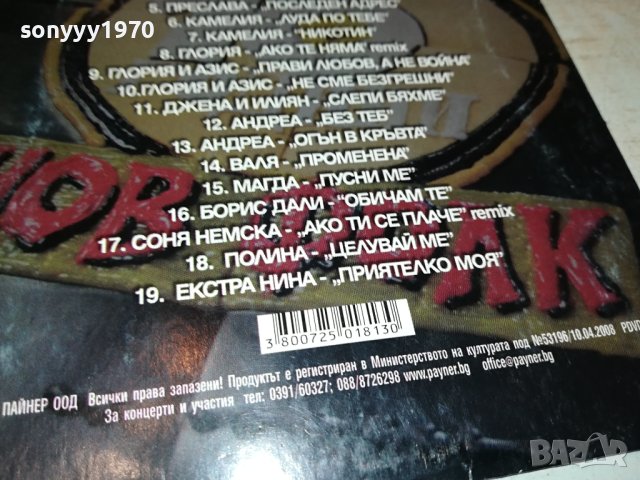 sonyyy1970
5. ПРЕСЛАВА - „ПОСЛЕДЕН АДРЕС"
6. КАМЕЛИЯ - „ЛУДА ПО ТЕБЕ"
7. КАМЕЛИЯ - "НИКОТИН"
8. ГЛОРИЯ - „АКО ТЕ НЯМА" remix
9. ГЛОРИЯ И АЗИС - „ПРАВИ ЛЮБОВ, А НЕ ВОЙНА"
10.ГЛОРИЯ И АЗИС - „НЕ СМЕ БЕЗГРЕШНИ"
11. ДЖЕНА И ИЛИЯН - „СЛЕПИ БЯХМЕ"
12. АНДРЕА - „БЕЗ ТЕБ"
13. АНДРЕА - „ОГЪН В КРЪВТА"
14. ВАЛЯ - „ПРОМЕНЕНА"
15. МАГДА - „ПУСНИ МЕ"
16. БОРИС ДАЛИ - "ОБИЧАМ ТЕ"
17. СОНЯ НЕМСКА - „АКО ТИ СЕ ПЛАЧЕ" remix
18. ПОЛИНА - „ЦЕЛУВАЙ МЕ"
19. ЕКСТРА НИНА - „ПРИЯТЕЛКО МОЯ"
3 800725 018130
ПАЙНЕР ООД Всички права запазени! Продуктът е регистриран в Министерството на културата под №53196/10.04.2008
За концерти и участия тел: 0391/60327; 088/8726298 www.payner.bg office@payner.bg
BAZAR